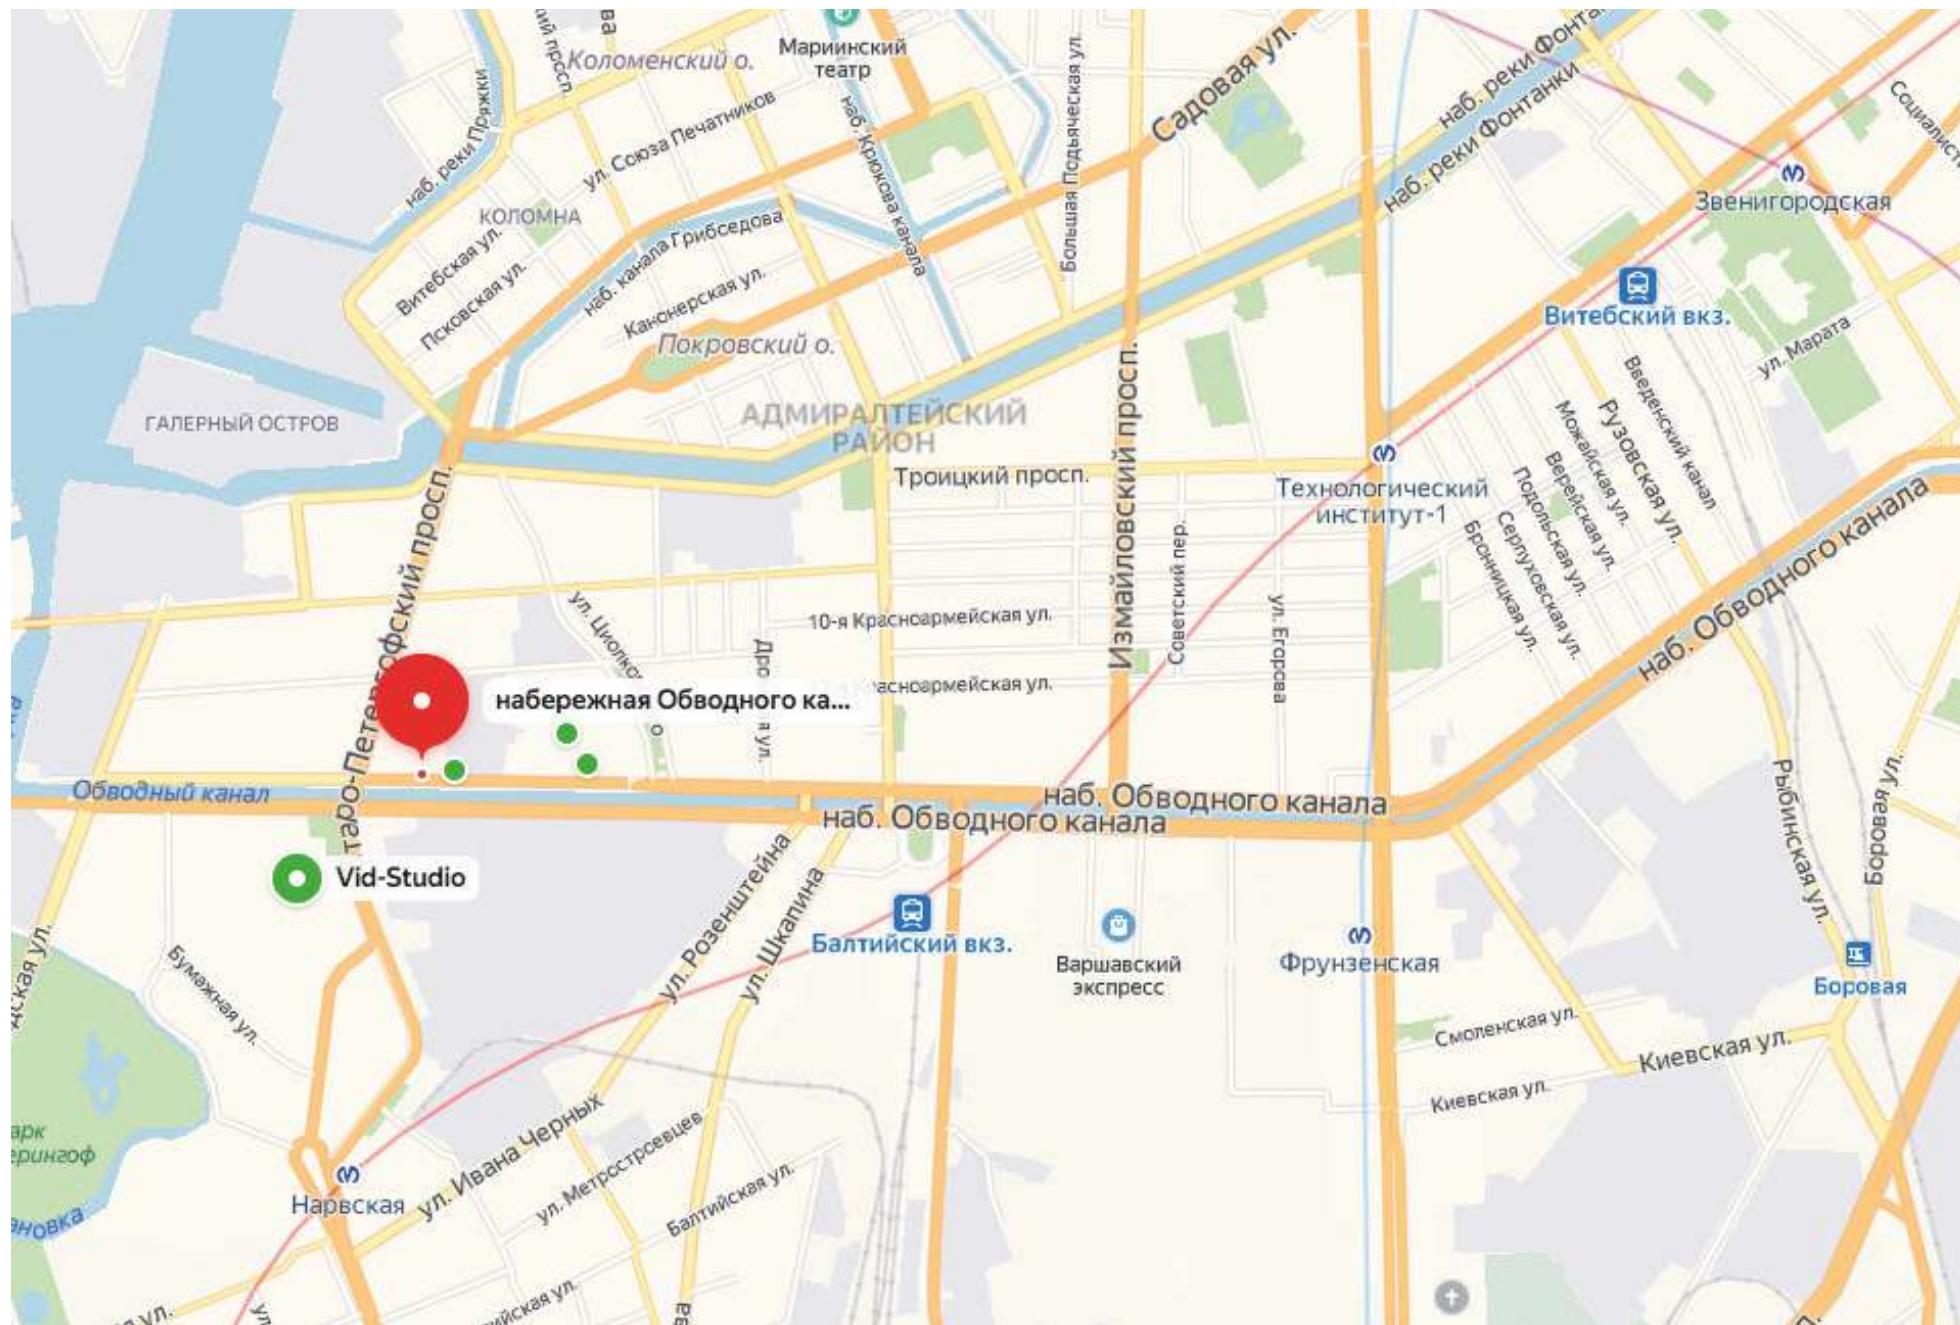 Коломенский о.
Мариинский
театр
Садовая ул.
наб. реки Фонтанки
наб. реки Пряжки
ул. Союза Печатников
наб. Крюкова канала
Большая Подьяческая ул.
Звенигородская
КОЛОМНА
Витебская ул.
Псковская ул.
наб. канала Грибоедова
Канонерская ул.
Покровский о.
Витебский вкз.
ул. Марата
ГАЛЕРНЫЙ ОСТРОВ
АДМИРАЛТЕЙСКИЙ
РАЙОН
Троицкий просп.
Измайловский просп.
Технологический
институт-1
Введенский канал
Рузовская ул.
Можайская ул.
Верейская ул.
Подольская ул.
Серпуховская ул.
Бронницкая ул.
наб. Обводного канала
10-я Красноармейская ул.
Советский пер.
ул. Егорова
Красноармейская ул.
набережная Обводного ка...
Обводный канал
наб. Обводного канала
наб. Обводного канала
Vid-Studio
Рыбинская ул.
Боровая ул.
ул. Розенштейна
ул. Шкапина
Балтийский вкз.
Варшавский
экспресс
Фрунзенская
Боровая
Бумажная ул.
Смоленская ул.
Киевская ул.
Киевская ул.
ул. Ивана Черных
ул. Метростроевцев
Балтийская ул.
Нарвская